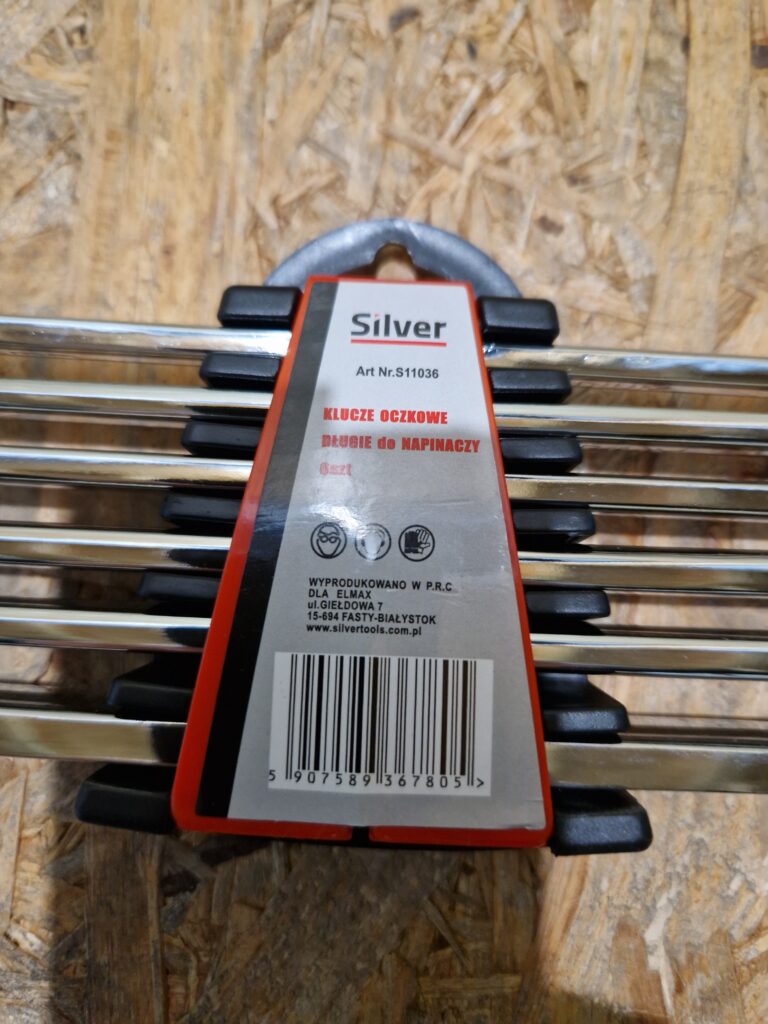 Silver
Art Nr.S11036
KLUCZE OCZKOWE
DŁUGIE do NAPINACZY
6szt
WYPRODUKOWANO W P.R.C
DLA ELMAX
ul.GIEŁDOWA 7
15-694 FASTY-BIAŁYSTOK
www.silvertools.com.pl
5 907589 367805 >